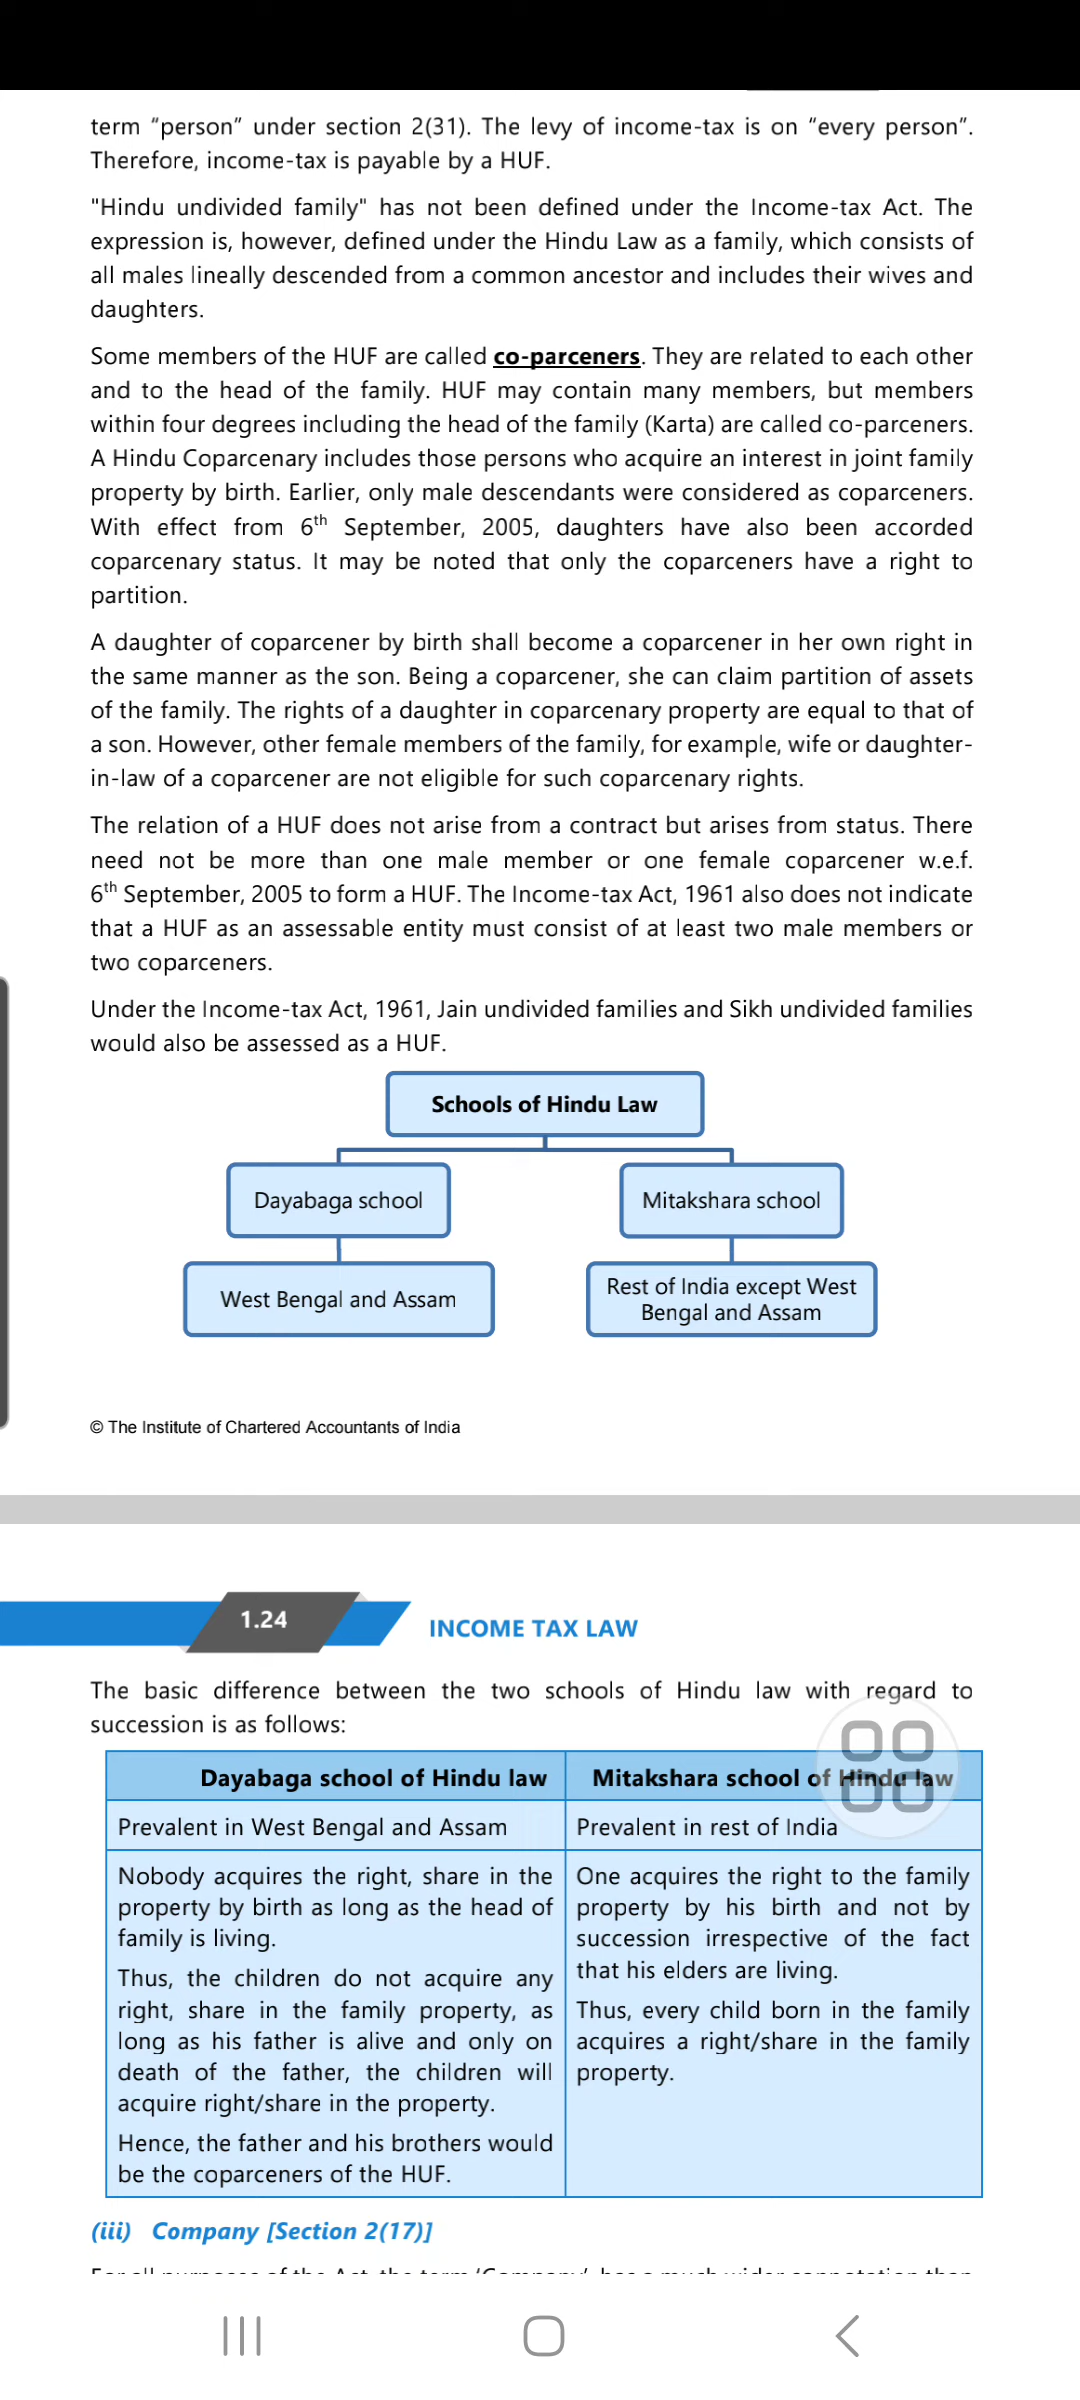 term “person” under section 2(31). The levy of income-tax is on “every person”.
Therefore, income-tax is payable by a HUF.
"Hindu undivided family" has not been defined under the Income-tax Act. The
expression is, however, defined under the Hindu Law as a family, which consists of
all males lineally descended from a common ancestor and includes their wives and
daughters.
Some members of the HUF are called co-parceners. They are related to each other
and to the head of the family. HUF may contain many members, but members
within four degrees including the head of the family (Karta) are called co-parceners.
A Hindu Coparcenary includes those persons who acquire an interest in joint family
property by birth. Earlier, only male descendants were considered as coparceners.
With effect from 6th September, 2005, daughters have also been accorded
coparcenary status. It may be noted that only the coparceners have a right to
partition.
A daughter of coparcener by birth shall become a coparcener in her own right in
the same manner as the son. Being a coparcener, she can claim partition of assets
of the family. The rights of a daughter in coparcenary property are equal to that of
a son. However, other female members of the family, for example, wife or daughter-
in-law of a coparcener are not eligible for such coparcenary rights.
The relation of a HUF does not arise from a contract but arises from status. There
need not be more than one male member or one female coparcener w.e.f.
6th September, 2005 to form a HUF. The Income-tax Act, 1961 also does not indicate
that a HUF as an assessable entity must consist of at least two male members or
two coparceners.
Under the Income-tax Act, 1961, Jain undivided families and Sikh undivided families
would also be assessed as a HUF.
Schools of Hindu Law
Dayabaga school
Mitakshara school
West Bengal and Assam
Rest of India except West
Bengal and Assam
© The Institute of Chartered Accountants of India
1.24
INCOME TAX LAW
The basic difference between the two schools of Hindu law with regard to
succession is as follows:
Dayabaga school of Hindu law
Mitakshara school of Hindu law
Prevalent in West Bengal and Assam
Prevalent in rest of India
Nobody acquires the right, share in the
property by birth as long as the head of
family is living.
Thus, the children do not acquire any
right, share in the family property, as
long as his father is alive and only on
death of the father, the children will
acquire right/share in the property.
Hence, the father and his brothers would
be the coparceners of the HUF.
One acquires the right to the family
property by his birth and not by
succession irrespective of the fact
that his elders are living.
Thus, every child born in the family
acquires a right/share in the family
property.
(iii) Company [Section 2(17)]
For all purposes of the Act the term 'Company' has a much wider connotation than